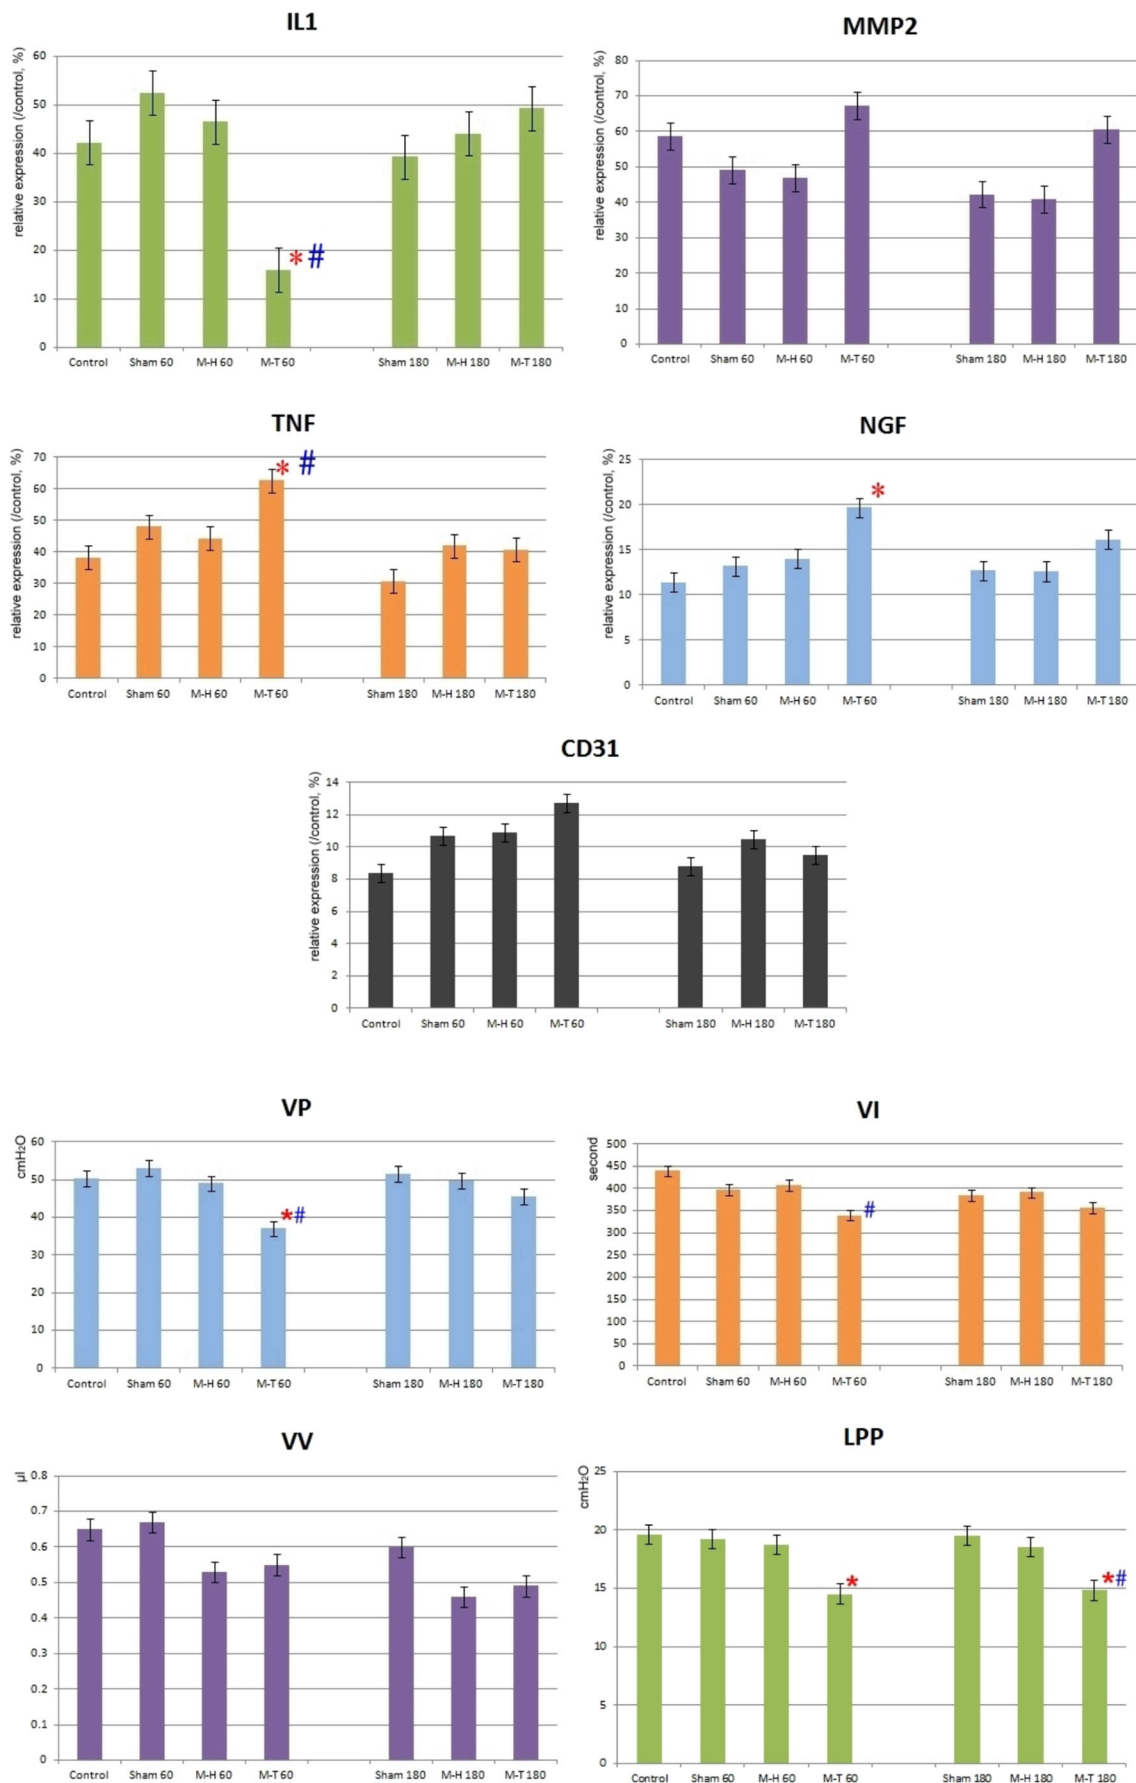 IL1
relative expression (/control, %)
60
50
40
30
20
10
0
Control Sham 60 M-H 60 M-T 60 Sham 180 M-H 180 M-T 180
* #
MMP2
relative expression (/control, %)
80
70
60
50
40
30
20
10
0
Control Sham 60 M-H 60 M-T 60 Sham 180 M-H 180 M-T 180
TNF
relative expression (/control, %)
70
60
50
40
30
20
10
0
Control Sham 60 M-H 60 M-T 60 Sham 180 M-H 180 M-T 180
* #
NGF
relative expression (/control, %)
25
20
15
10
5
0
Control Sham 60 M-H 60 M-T 60 Sham 180 M-H 180 M-T 180
*
CD31
relative expression (/control, %)
14
12
10
8
6
4
2
0
Control Sham 60 M-H 60 M-T 60 Sham 180 M-H 180 M-T 180
VP
cmH₂O
60
50
40
30
20
10
0
Control Sham 60 M-H 60 M-T 60 Sham 180 M-H 180 M-T 180
*#
VI
second
500
450
400
350
300
250
200
150
100
50
0
Control Sham 60 M-H 60 M-T 60 Sham 180 M-H 180 M-T 180
#
VV
µl
0.8
0.7
0.6
0.5
0.4
0.3
0.2
0.1
0
Control Sham 60 M-H 60 M-T 60 Sham 180 M-H 180 M-T 180
LPP
cmH₂O
25
20
15
10
5
0
Control Sham 60 M-H 60 M-T 60 Sham 180 M-H 180 M-T 180
*
*#